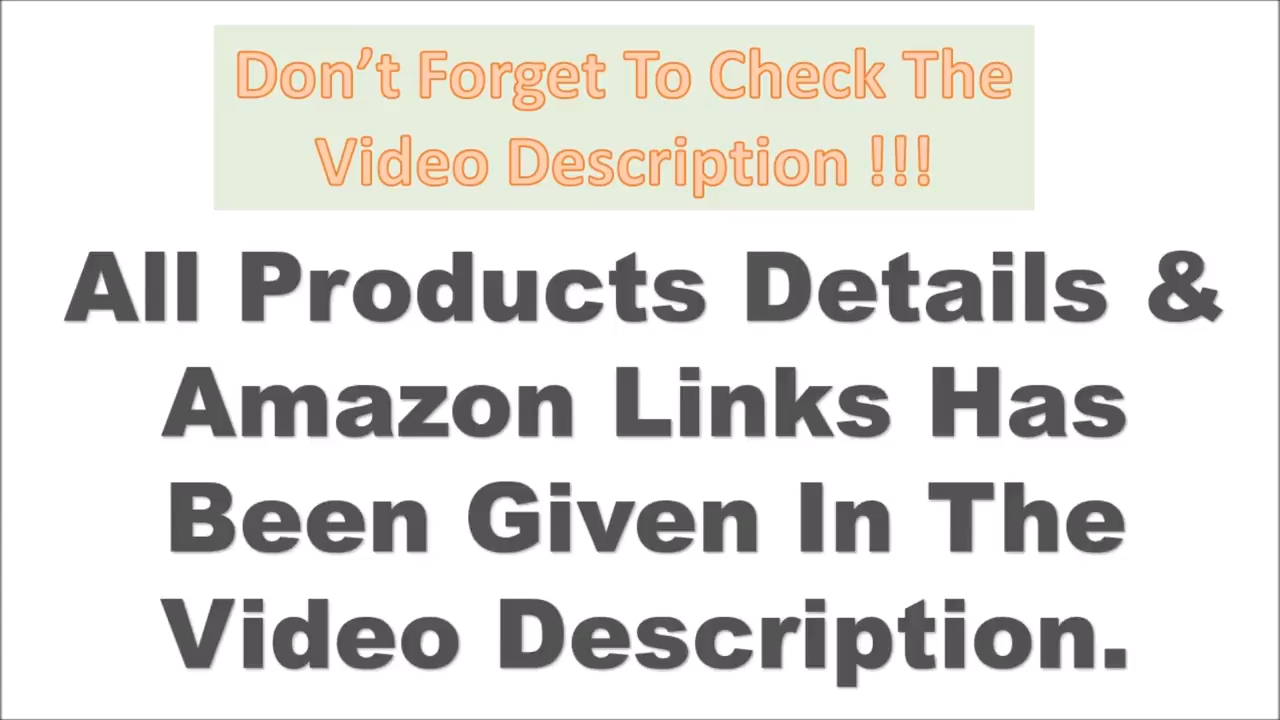 Don’t Forget To Check The
Video Description !!!
All Products Details &
Amazon Links Has
Been Given In The
Video Description.